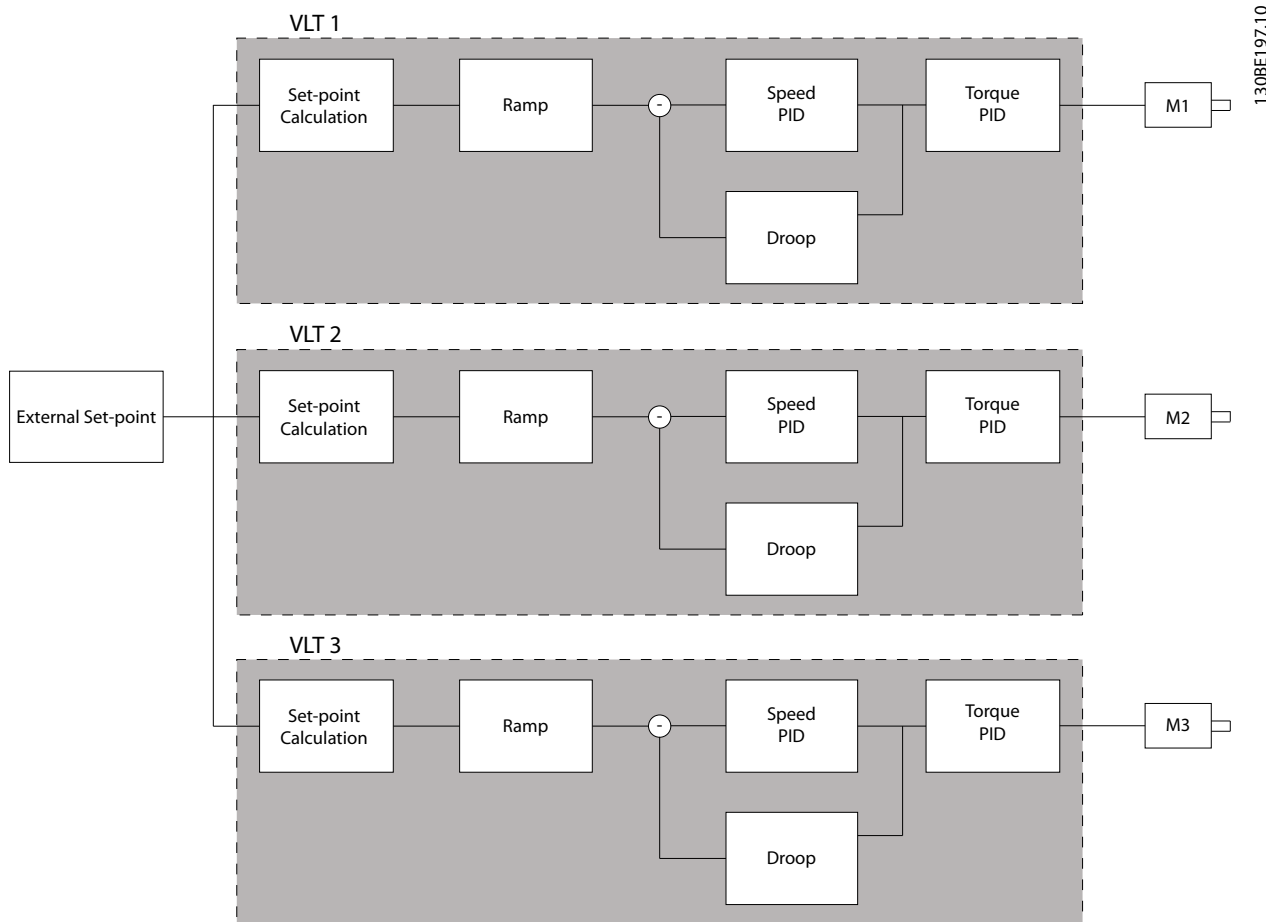 130BE197.10
VLT 1
Set-point
Calculation
Ramp
-
Speed
PID
Torque
PID
M1
Droop
VLT 2
External Set-point
Set-point
Calculation
Ramp
-
Speed
PID
Torque
PID
M2
Droop
VLT 3
Set-point
Calculation
Ramp
-
Speed
PID
Torque
PID
M3
Droop